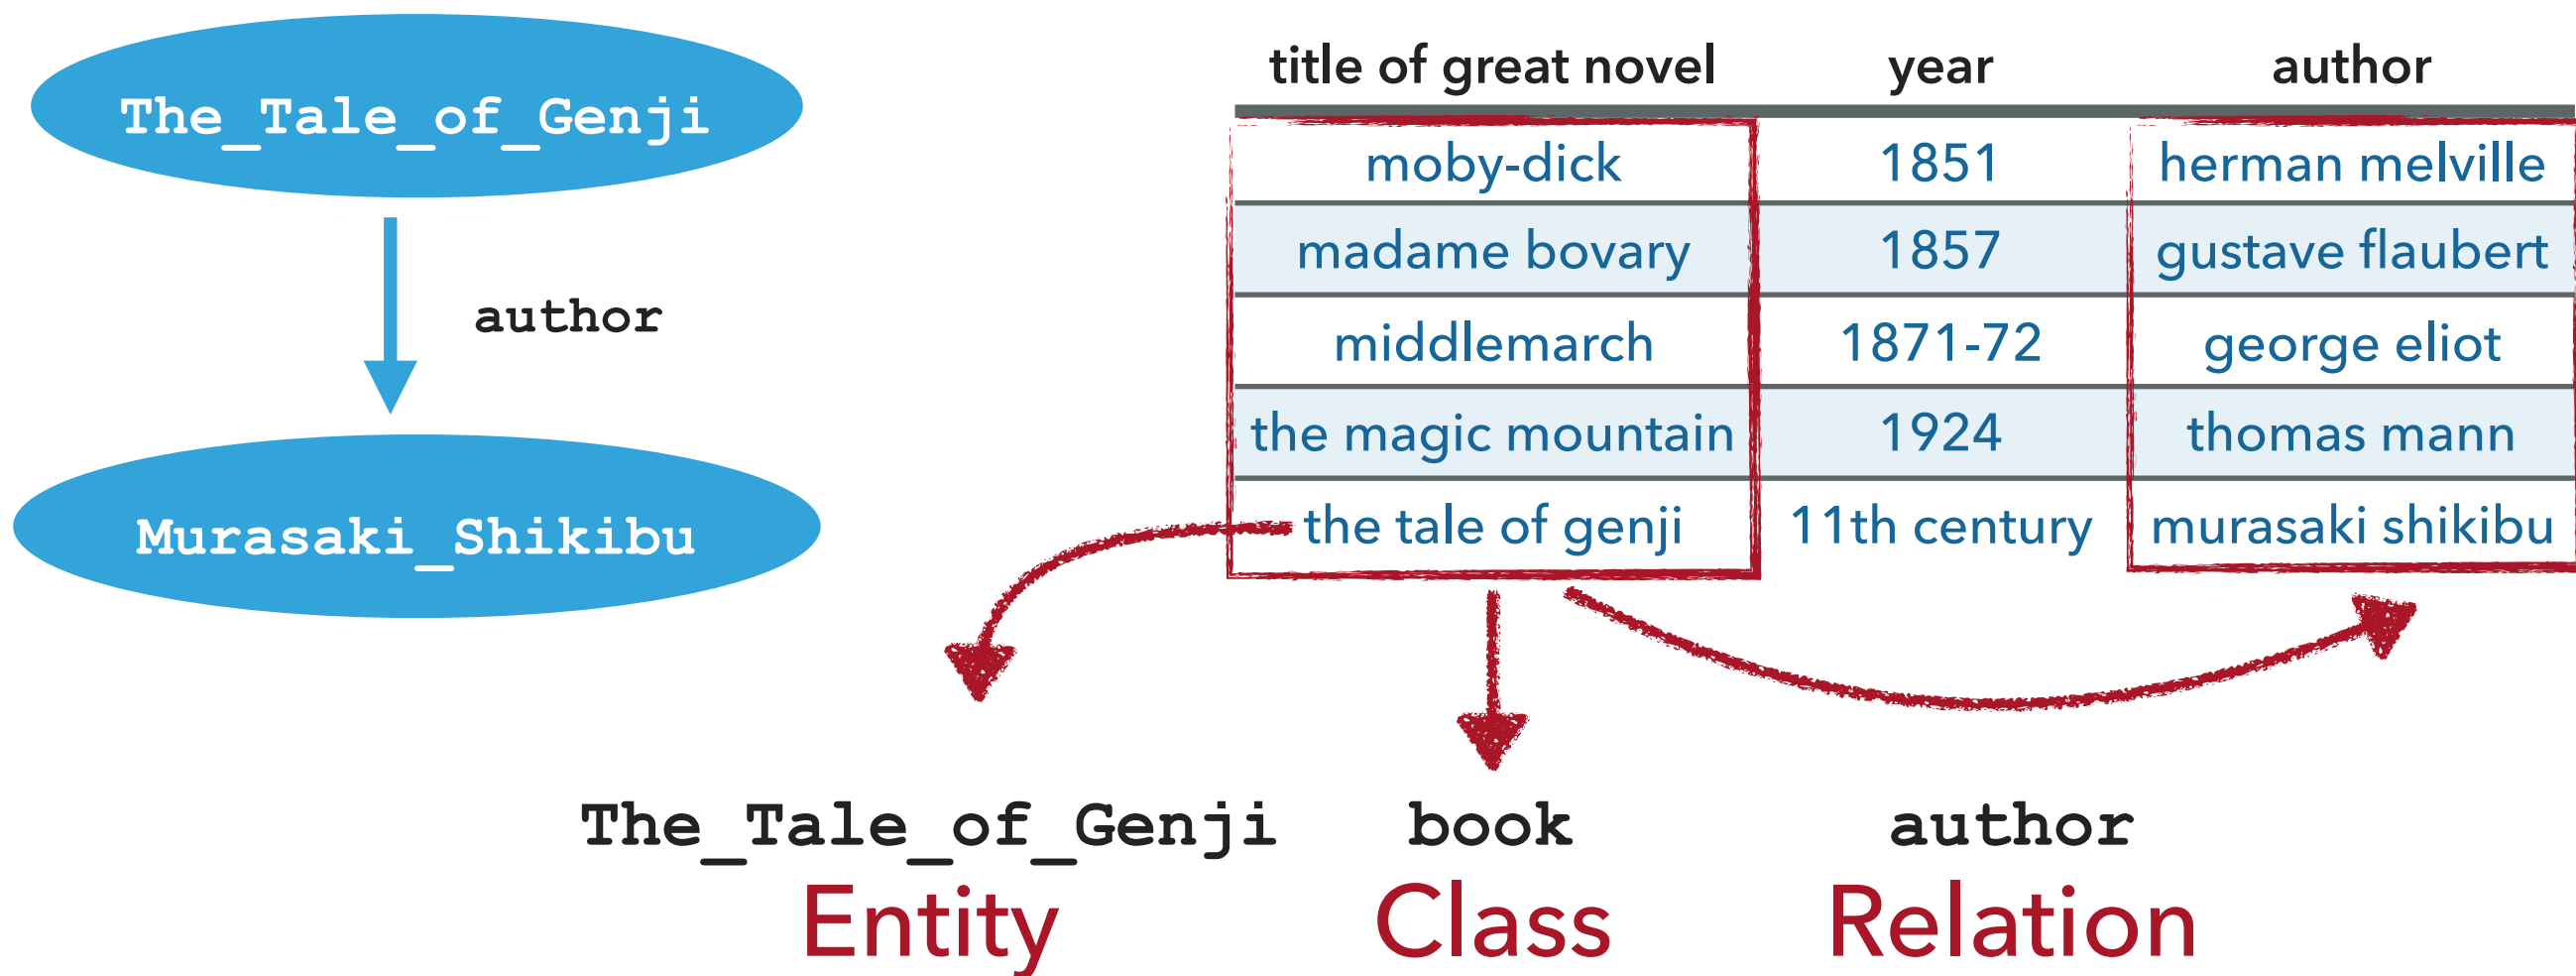 The_Tale_of_Genji
author
Murasaki_Shikibu
title of great novel year author
moby-dick 1851 herman melville
madame bovary 1857 gustave flaubert
middlemarch 1871-72 george eliot
the magic mountain 1924 thomas mann
the tale of genji 11th century murasaki shikibu
The_Tale_of_Genji book author
Entity Class Relation